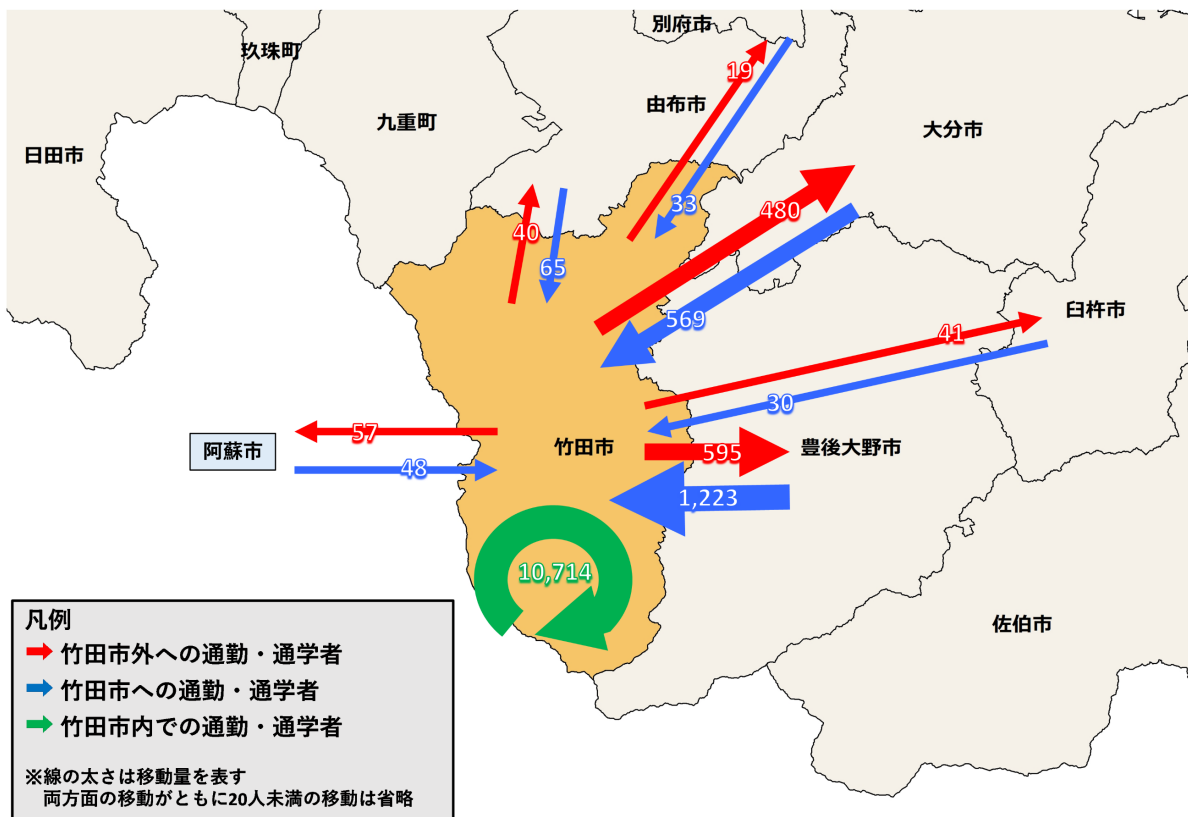 別府市
玖珠町
19
由布市
九重町
大分市
日田市
33
480
40
65
569
臼杵市
41
30
57
阿蘇市
竹田市
595
豊後大野市
48
1,223
10,714
佐伯市
凡例
竹田市外への通勤・通学者
竹田市への通勤・通学者
竹田市内での通勤・通学者
※線の太さは移動量を表す
両方面の移動がともに20人未満の移動は省略